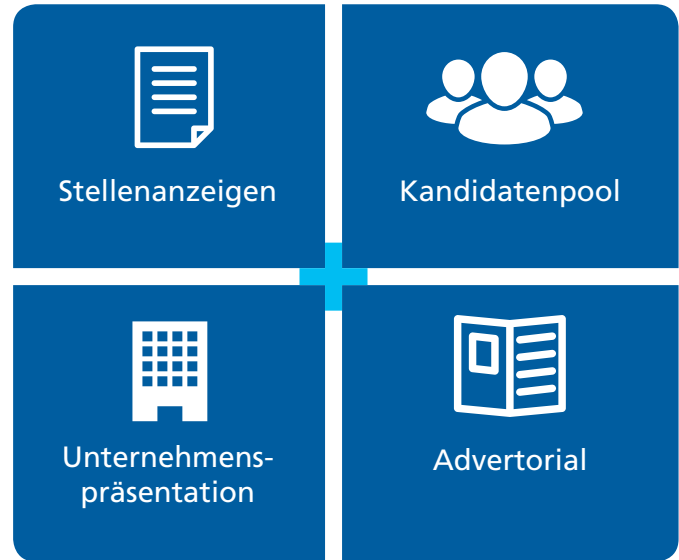 Stellenanzeigen
Kandidatenpool
Unternehmens-
präsentation
Advertorial